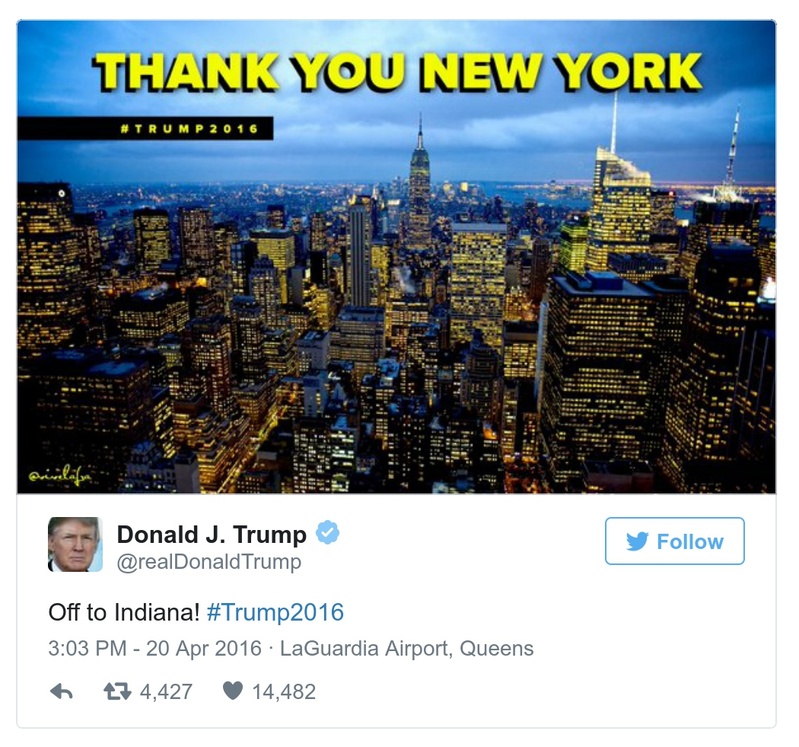 THANK YOU NEW YORK
#TRUMP2016
Donald J. Trump
@realDonaldTrump
Follow
Off to Indiana! #Trump2016
3:03 PM - 20 Apr 2016 · LaGuardia Airport, Queens
4,427 14,482